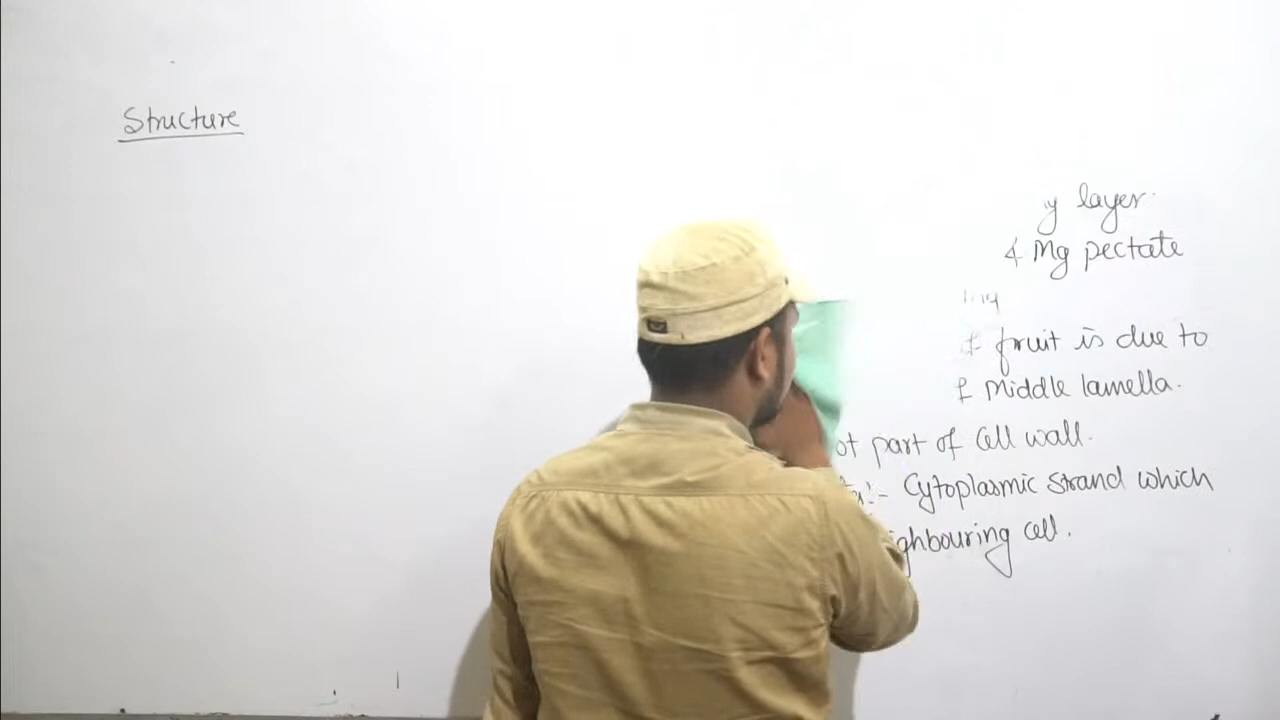 Structure
y layer.
& Mg pectate
fruit is due to
f Middle lamella.
ot part of Cell wall.
:- Cytoplasmic strand which
ighbouring cell.